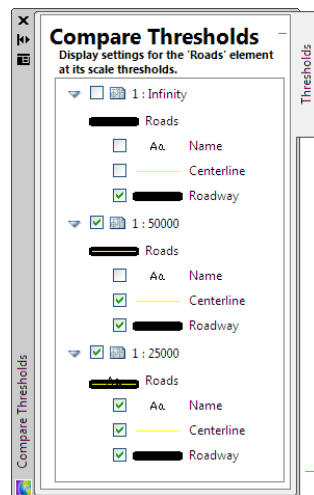 Compare Thresholds
Display settings for the 'Roads' element
at its scale thresholds.
1 : Infinity
Roads
Aa Name
Centerline
Roadway
1 : 50000
Roads
Aa Name
Centerline
Roadway
1 : 25000
Aa Roads
Aa Name
Centerline
Roadway
Compare Thresholds
Thresholds